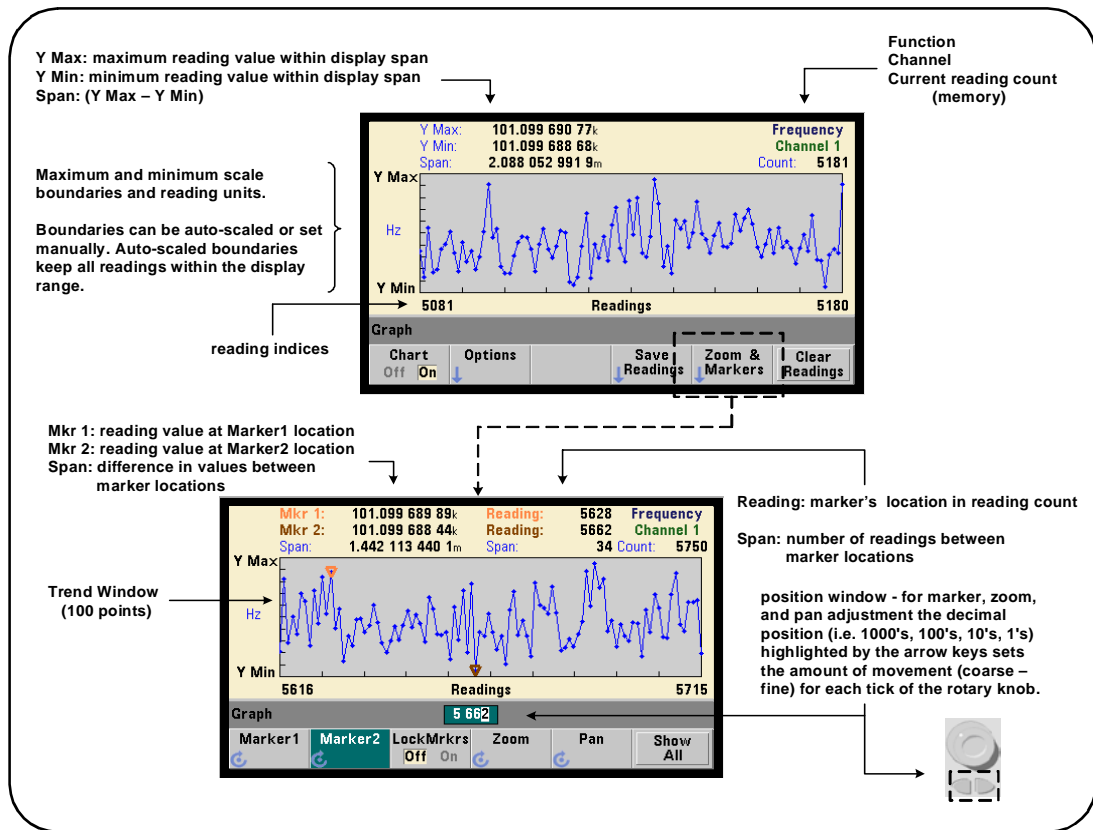 Y Max: maximum reading value within display span
Y Min: minimum reading value within display span
Span: (Y Max – Y Min)
Function
Channel
Current reading count
(memory)
Y Max: 101.099 690 77k Frequency
Y Min: 101.099 688 68k Channel 1
Span: 2.088 052 991 9m Count: 5181
Maximum and minimum scale
boundaries and reading units.
Boundaries can be auto-scaled or set
manually. Auto-scaled boundaries
keep all readings within the display
range.
Y Max
Hz
Y Min
5081 Readings 5180
reading indices
Graph
Chart Options Save Zoom & Clear
Off On Readings Markers Readings
Mkr 1: reading value at Marker1 location
Mkr 2: reading value at Marker2 location
Span: difference in values between
marker locations
Mkr 1: 101.099 689 89k Reading: 5628 Frequency
Mkr 2: 101.099 688 44k Reading: 5662 Channel 1
Span: 1.442 113 440 1m Span: 34 Count: 5750
Reading: marker's location in reading count
Span: number of readings between
marker locations
Y Max
Hz
Y Min
Trend Window
(100 points)
5616 Readings 5715
position window - for marker, zoom,
and pan adjustment the decimal
position (i.e. 1000's, 100's, 10's, 1's)
highlighted by the arrow keys sets
the amount of movement (coarse –
fine) for each tick of the rotary knob.
Graph 5 662
Marker1 Marker2 LockMrkrs Zoom Pan Show
Off On All